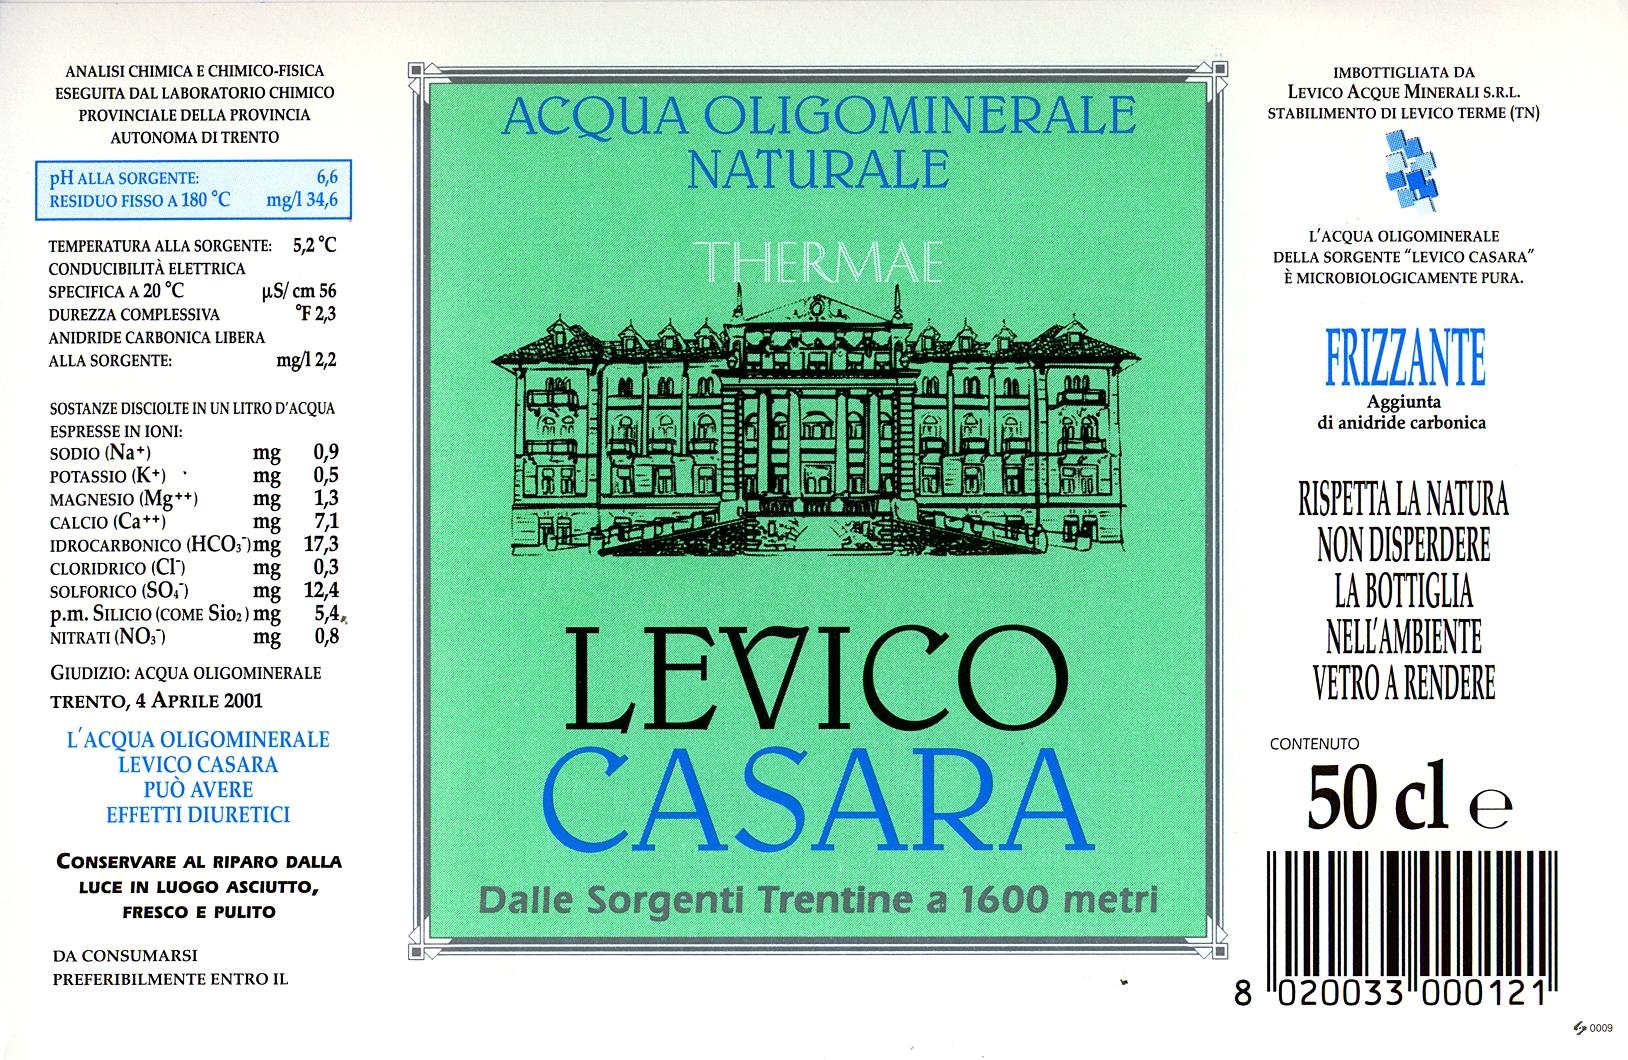 ANALISI CHIMICA E CHIMICO-FISICA
ESEGUITA DAL LABORATORIO CHIMICO
PROVINCIALE DELLA PROVINCIA
AUTONOMA DI TRENTO
pH ALLA SORGENTE: 6,6
RESIDUO FISSO A 180 °C mg/l 34,6
TEMPERATURA ALLA SORGENTE: 5,2 °C
CONDUCIBILITÀ ELETTRICA
SPECIFICA A 20 °C µS/ cm 56
DUREZZA COMPLESSIVA °F 2,3
ANIDRIDE CARBONICA LIBERA
ALLA SORGENTE: mg/l 2,2
SOSTANZE DISCIOLTE IN UN LITRO D'ACQUA
ESPRESSE IN IONI:
SODIO (Na+) mg 0,9
POTASSIO (K+) mg 0,5
MAGNESIO (Mg++) mg 1,3
CALCIO (Ca++) mg 7,1
IDROCARBONICO (HCO₃⁻) mg 17,3
CLORIDRICO (Cl⁻) mg 0,3
SOLFORICO (SO₄⁻) mg 12,4
p.m. SILICIO (COME Sio₂) mg 5,4
NITRATI (NO₃⁻) mg 0,8
GIUDIZIO: ACQUA OLIGOMINERALE
TRENTO, 4 APRILE 2001
L'ACQUA OLIGOMINERALE
LEVICO CASARA
PUÒ AVERE
EFFETTI DIURETICI
CONSERVARE AL RIPARO DALLA
LUCE IN LUOGO ASCIUTTO,
FRESCO E PULITO
DA CONSUMARSI
PREFERIBILMENTE ENTRO IL
ACQUA OLIGOMINERALE
NATURALE
THERMAE
LEVICO
CASARA
Dalle Sorgenti Trentine a 1600 metri
IMBOTTIGLIATA DA
LEVICO ACQUE MINERALI S.R.L.
STABILIMENTO DI LEVICO TERME (TN)
L'ACQUA OLIGOMINERALE
DELLA SORGENTE "LEVICO CASARA"
È MICROBIOLOGICAMENTE PURA.
FRIZZANTE
Aggiunta
di anidride carbonica
RISPETTA LA NATURA
NON DISPERDERE
LA BOTTIGLIA
NELL'AMBIENTE
VETRO A RENDERE
CONTENUTO
50 cl ℮
8 020033 000121
0009